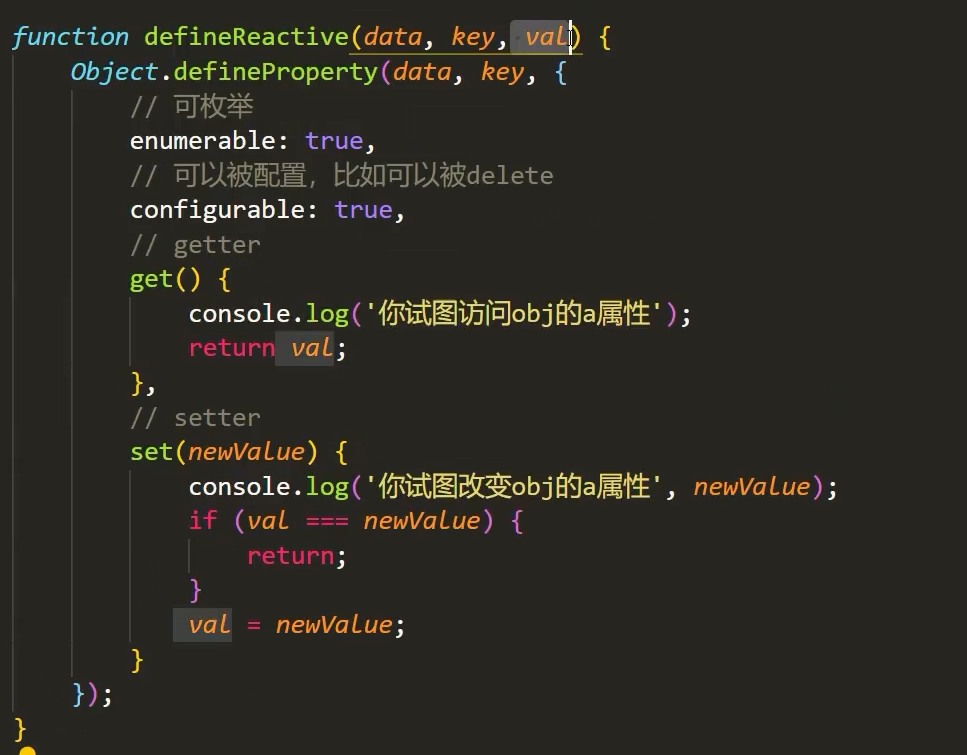 function defineReactive(data, key, val) {
    Object.defineProperty(data, key, {
        // 可枚举
        enumerable: true,
        // 可以被配置，比如可以被delete
        configurable: true,
        // getter
        get() {
            console.log('你试图访问obj的a属性');
            return val;
        },
        // setter
        set(newValue) {
            console.log('你试图改变obj的a属性', newValue);
            if (val === newValue) {
                return;
            }
            val = newValue;
        }
    });
}